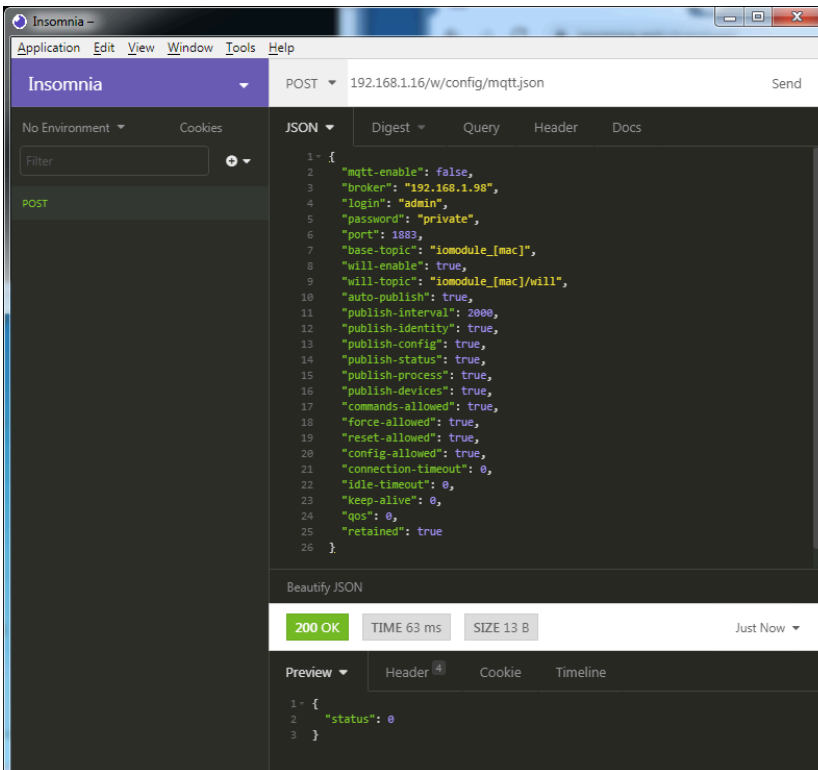 Insomnia –
Application Edit View Window Tools Help
Insomnia
POST 192.168.1.16/w/config/mqtt.json Send
No Environment Cookies
JSON Digest Query Header Docs
Filter
POST
1 {
2 "mqtt-enable": false,
3 "broker": "192.168.1.98",
4 "login": "admin",
5 "password": "private",
6 "port": 1883,
7 "base-topic": "iomodule_[mac]",
8 "will-enable": true,
9 "will-topic": "iomodule_[mac]/will",
10 "auto-publish": true,
11 "publish-interval": 2000,
12 "publish-identity": true,
13 "publish-config": true,
14 "publish-status": true,
15 "publish-process": true,
16 "publish-devices": true,
17 "commands-allowed": true,
18 "force-allowed": true,
19 "reset-allowed": true,
20 "config-allowed": true,
21 "connection-timeout": 0,
22 "idle-timeout": 0,
23 "keep-alive": 0,
24 "qos": 0,
25 "retained": true
26 }
Beautify JSON
200 OK TIME 63 ms SIZE 13 B Just Now
Preview Header 4 Cookie Timeline
1 {
2 "status": 0
3 }